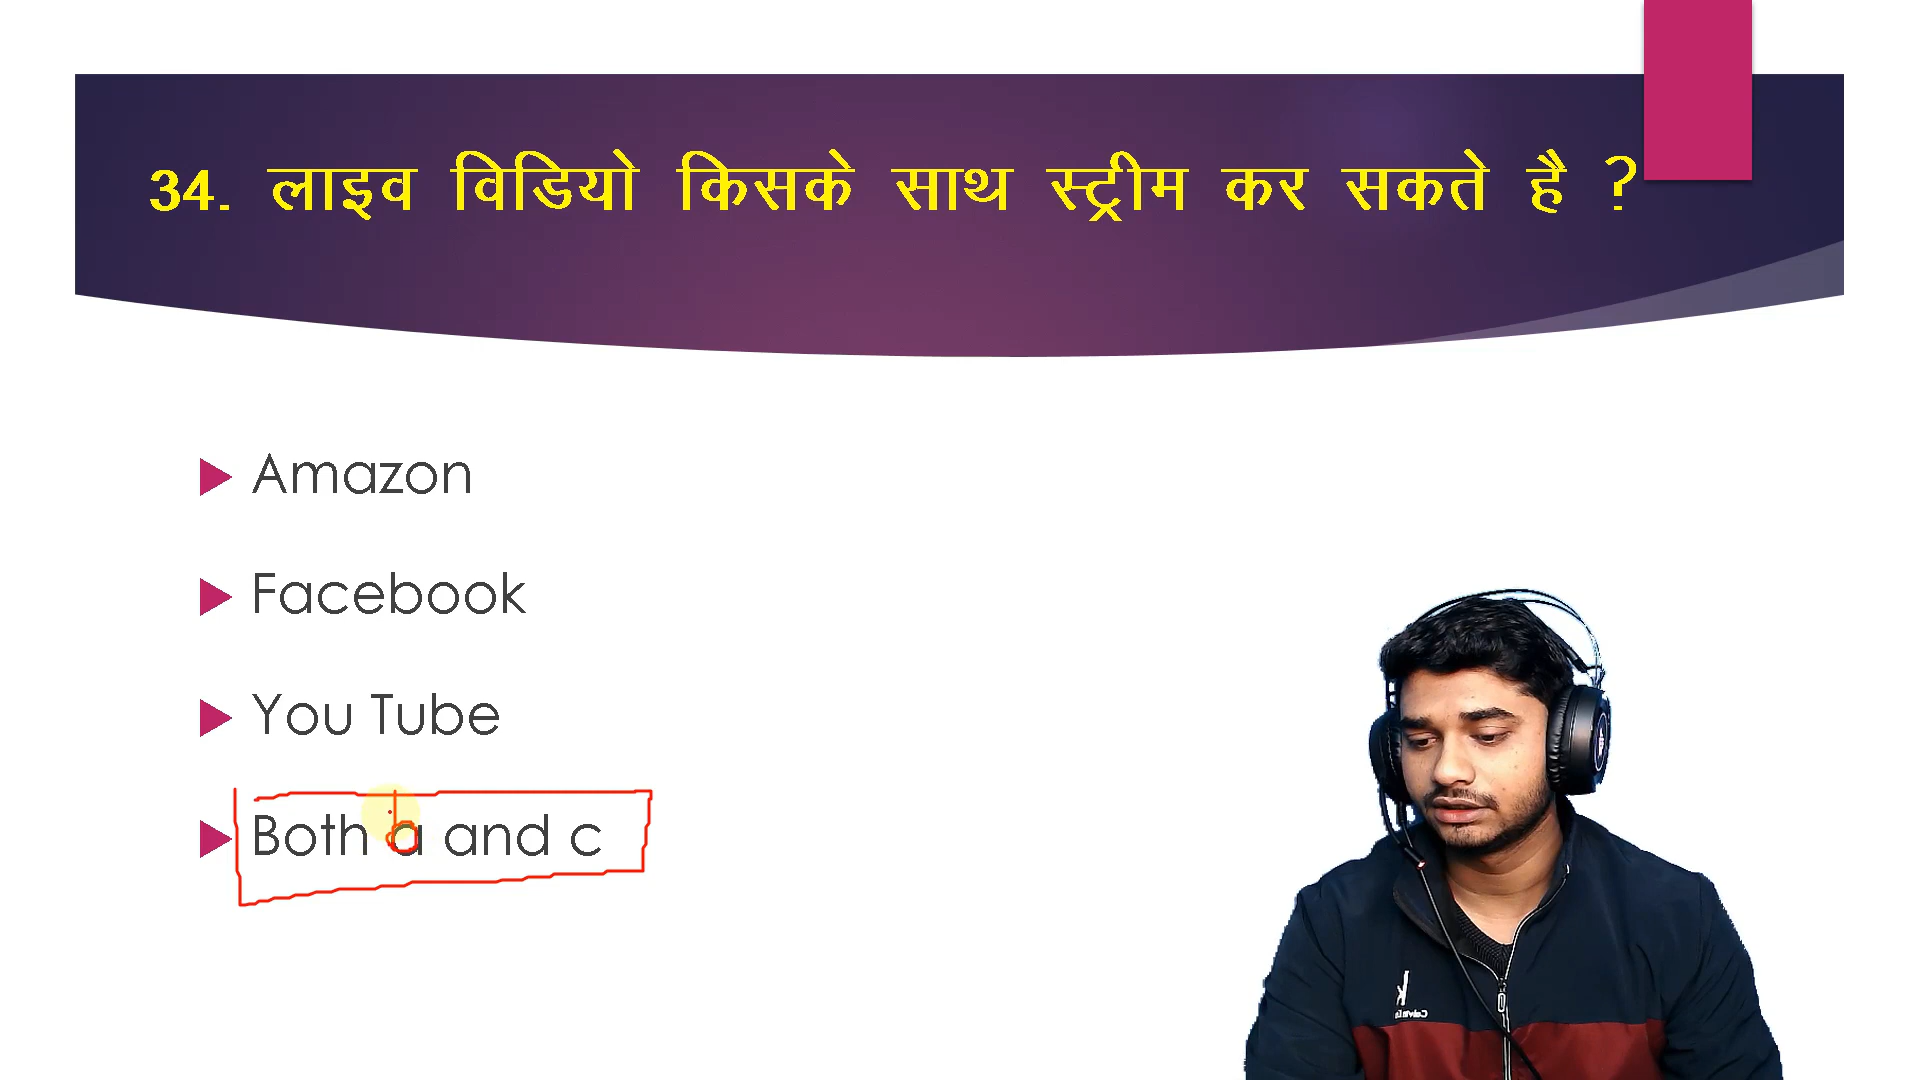 34. लाइव विडियो किसके साथ स्ट्रीम कर सकते है ?
Amazon
Facebook
You Tube
Both a and c
b